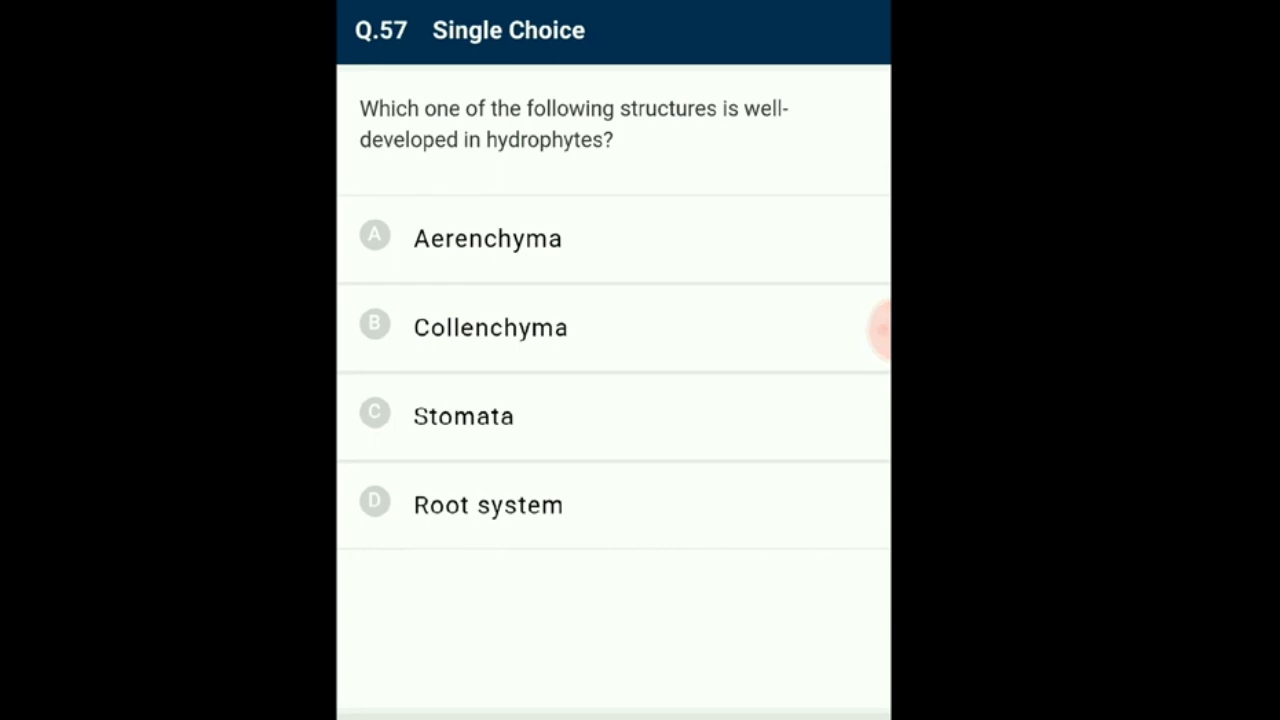 Q.57 Single Choice
Which one of the following structures is well-
developed in hydrophytes?
A Aerenchyma
B Collenchyma
C Stomata
D Root system